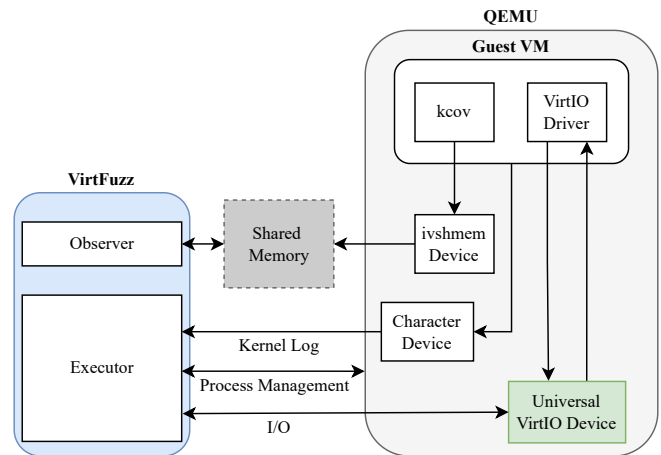 QEMU
Guest VM
kcov
VirtIO
Driver
VirtFuzz
Observer
Shared
Memory
ivshmem
Device
Executor
Character
Device
Kernel Log
Process Management
I/O
Universal
VirtIO Device